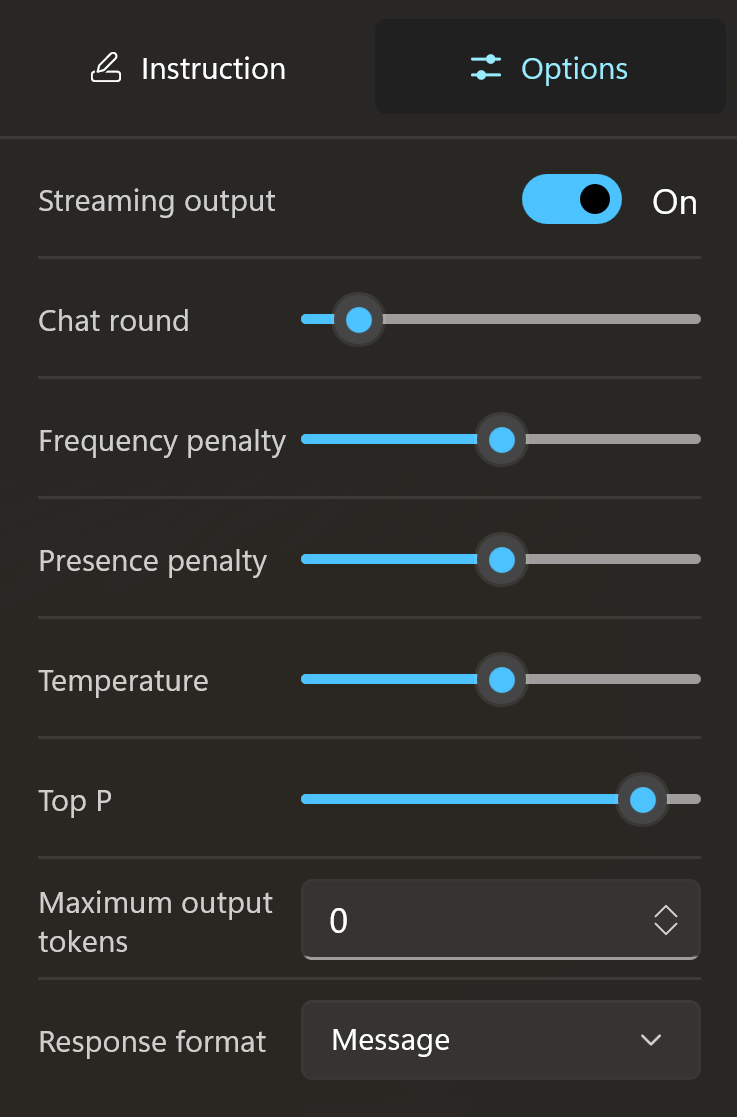 Instruction
Options
Streaming output
On
Chat round
Frequency penalty
Presence penalty
Temperature
Top P
Maximum output
tokens
0
Response format
Message